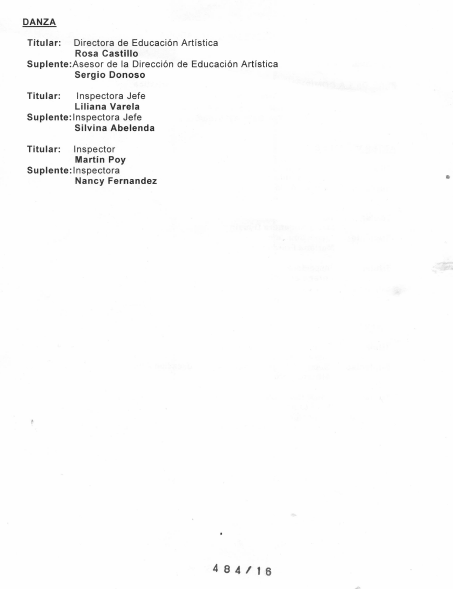 DANZA
Titular: Directora de Educación Artística
Rosa Castillo
Suplente:Asesor de la Dirección de Educación Artística
Sergio Donoso
Titular: Inspectora Jefe
Liliana Varela
Suplente:Inspectora Jefe
Silvina Abelenda
Titular: Inspector
Martín Poy
Suplente:Inspectora
Nancy Fernandez
484/16